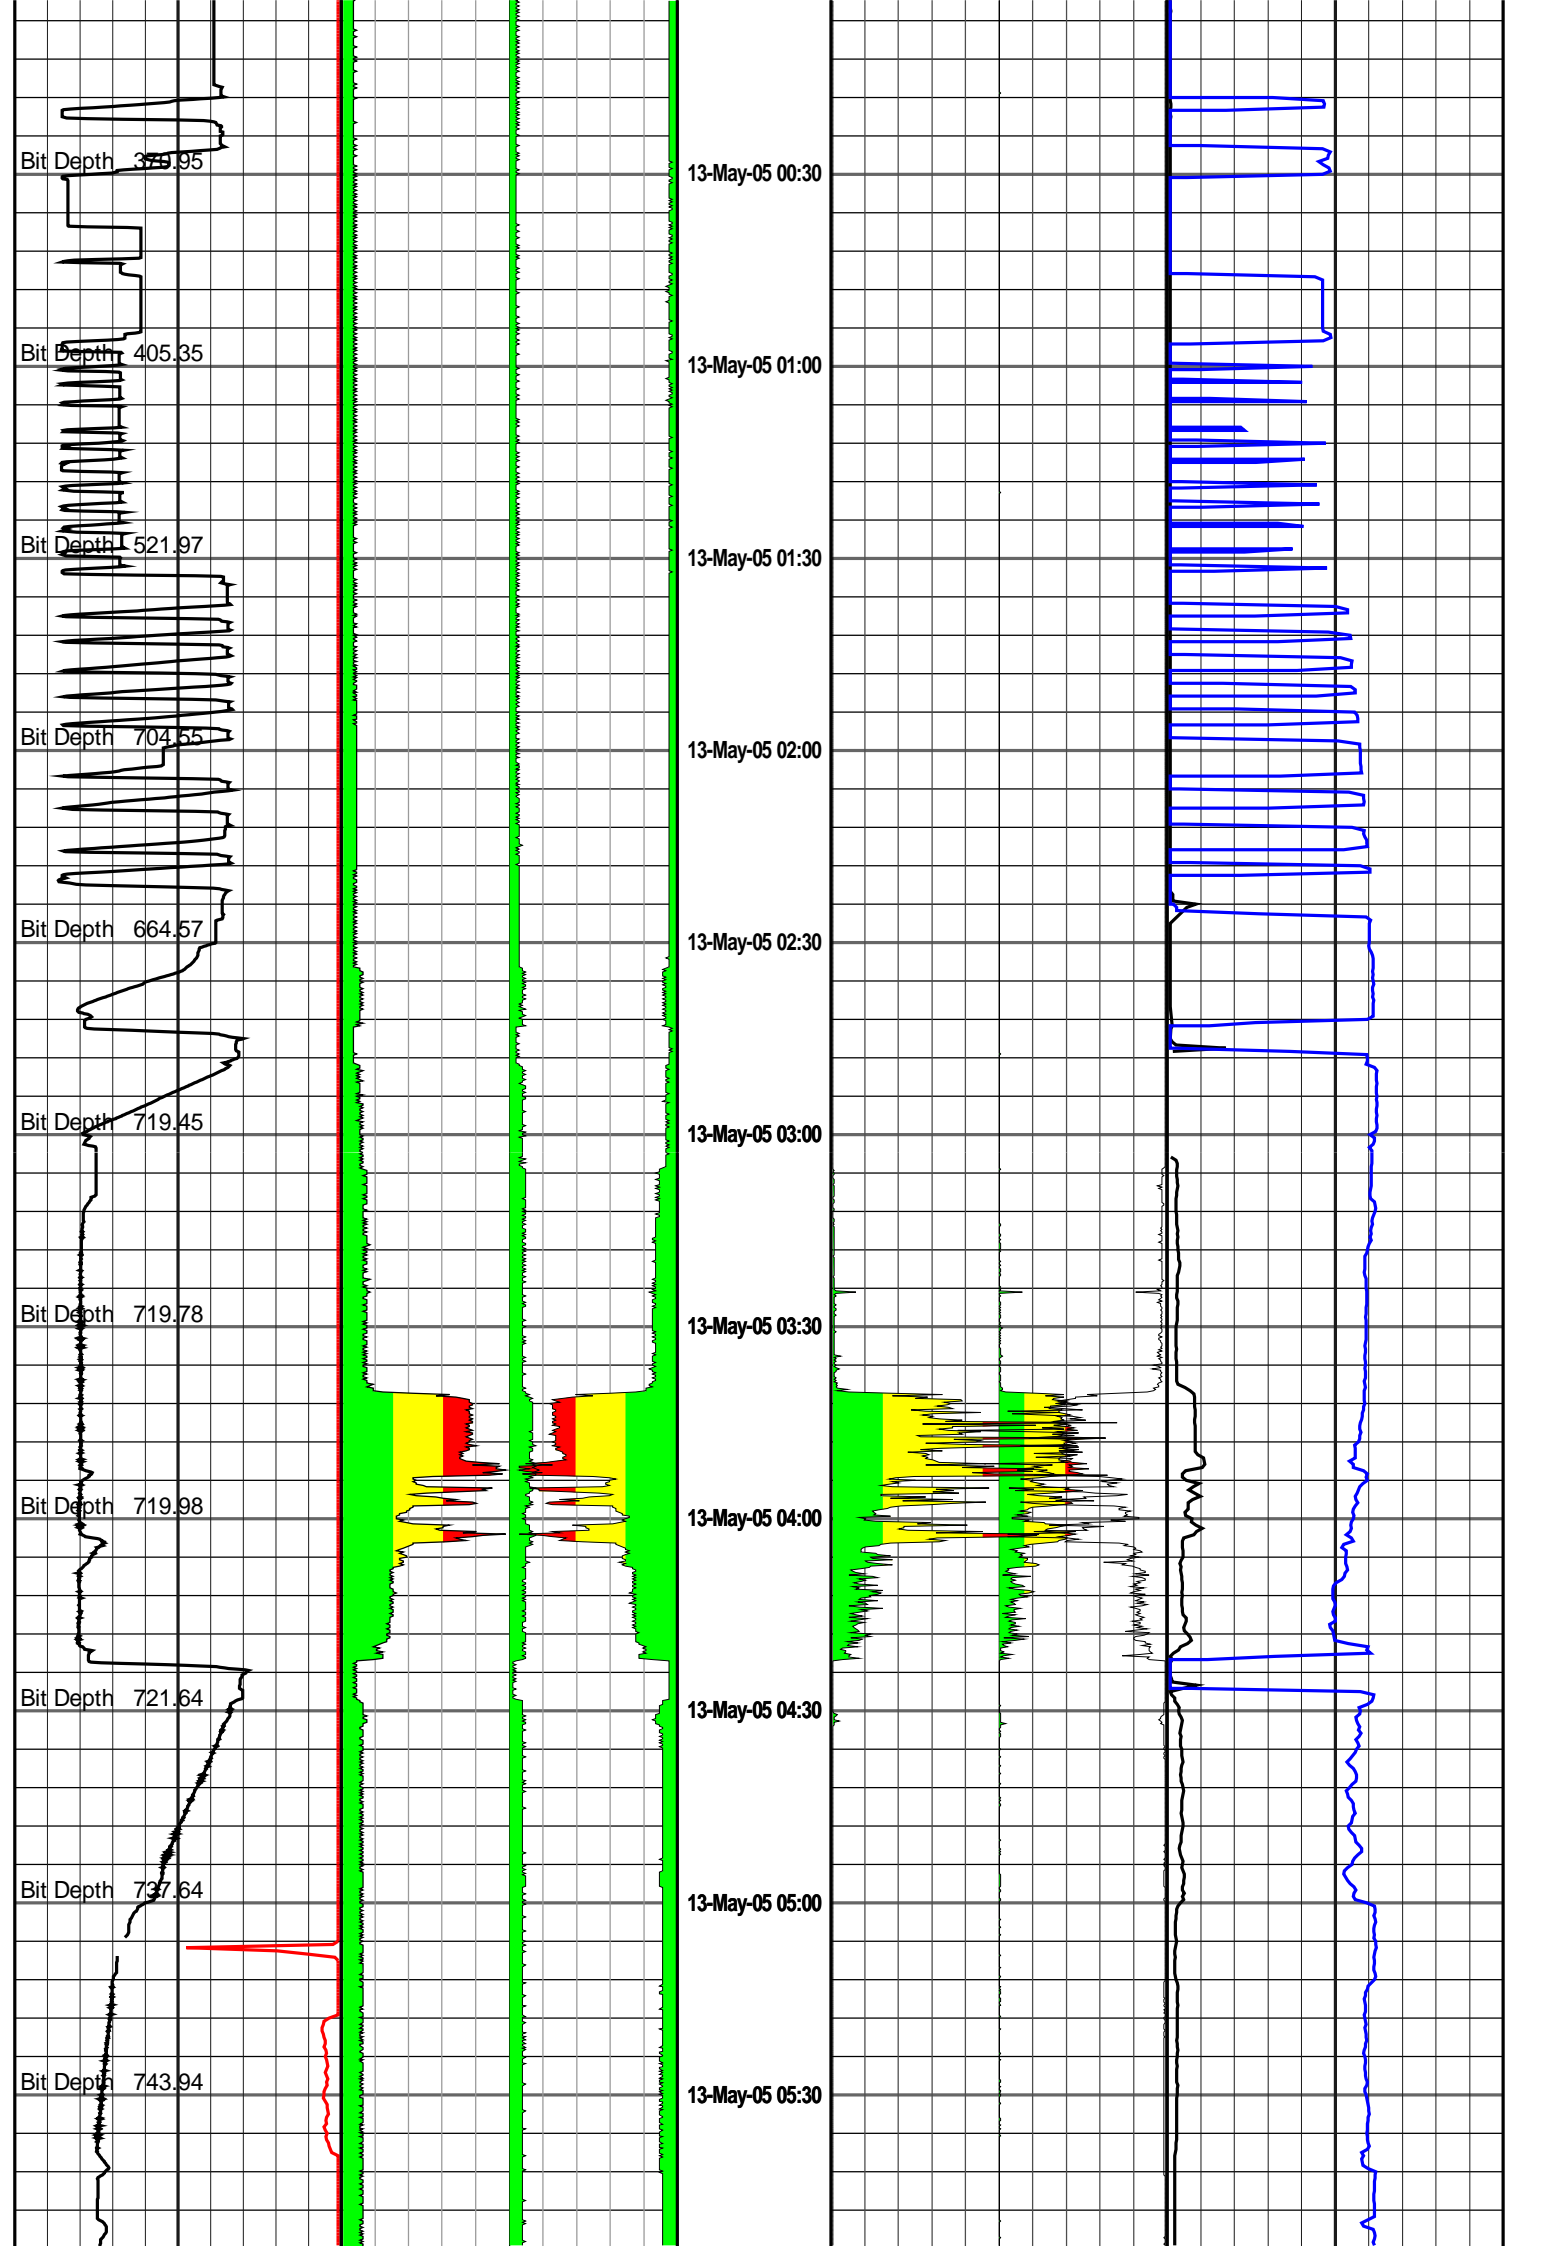 Bit Depth 370.95
13-May-05 00:30
Bit Depth 405.35
13-May-05 01:00
Bit Depth 521.97
13-May-05 01:30
Bit Depth 704.55
13-May-05 02:00
Bit Depth 664.57
13-May-05 02:30
Bit Depth 719.45
13-May-05 03:00
Bit Depth 719.78
13-May-05 03:30
Bit Depth 719.98
13-May-05 04:00
Bit Depth 721.64
13-May-05 04:30
Bit Depth 737.64
13-May-05 05:00
Bit Depth 743.94
13-May-05 05:30